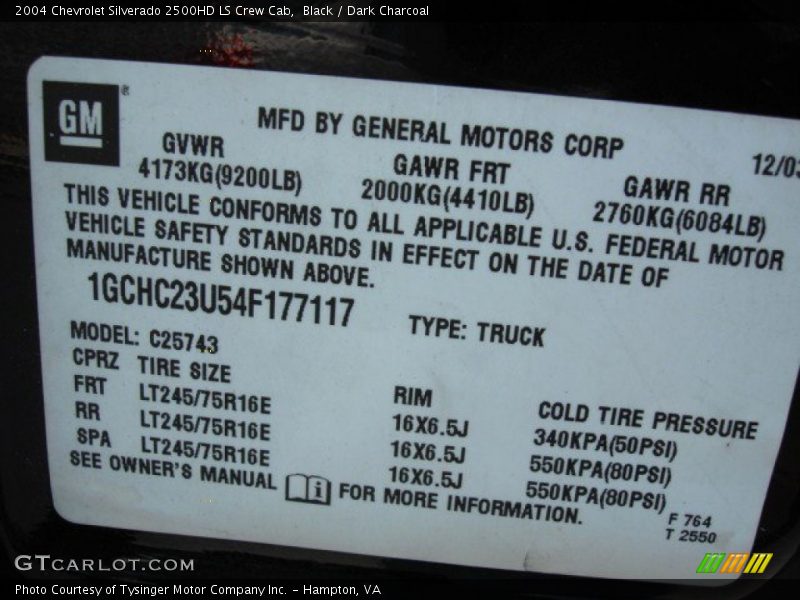 2004 Chevrolet Silverado 2500HD LS Crew Cab, Black / Dark Charcoal
GM ®
MFD BY GENERAL MOTORS CORP
12/03
GVWR GAWR FRT GAWR RR
4173KG(9200LB) 2000KG(4410LB) 2760KG(6084LB)
THIS VEHICLE CONFORMS TO ALL APPLICABLE U.S. FEDERAL MOTOR
VEHICLE SAFETY STANDARDS IN EFFECT ON THE DATE OF
MANUFACTURE SHOWN ABOVE.
1GCHC23U54F177117 TYPE: TRUCK
MODEL: C25743
CPRZ TIRE SIZE RIM COLD TIRE PRESSURE
FRT LT245/75R16E 16X6.5J 340KPA(50PSI)
RR LT245/75R16E 16X6.5J 550KPA(80PSI)
SPA LT245/75R16E 16X6.5J 550KPA(80PSI)
SEE OWNER'S MANUAL i FOR MORE INFORMATION.
F 764
T 2550
GTCARLOT.COM
Photo Courtesy of Tysinger Motor Company Inc. - Hampton, VA